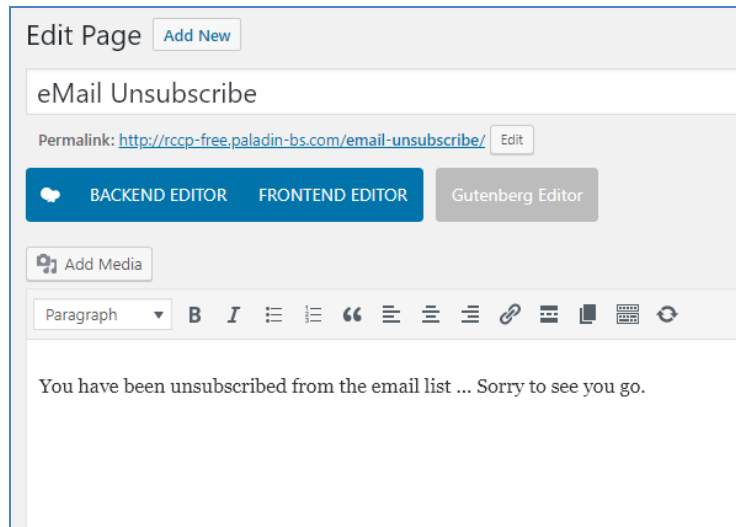 Edit Page Add New
eMail Unsubscribe
Permalink: http://rccp-free.paladin-bs.com/email-unsubscribe/ Edit
BACKEND EDITOR FRONTEND EDITOR Gutenberg Editor
Add Media
Paragraph B I
You have been unsubscribed from the email list ... Sorry to see you go.